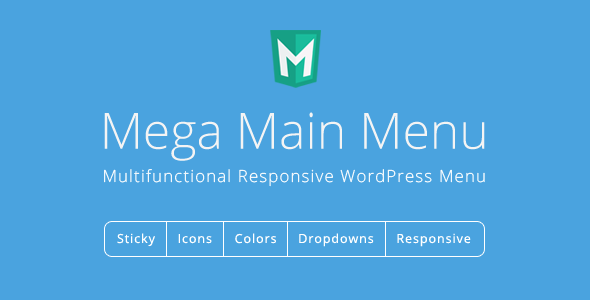 M
Mega Main Menu
Multifunctional Responsive WordPress Menu
Sticky Icons Colors Dropdowns Responsive